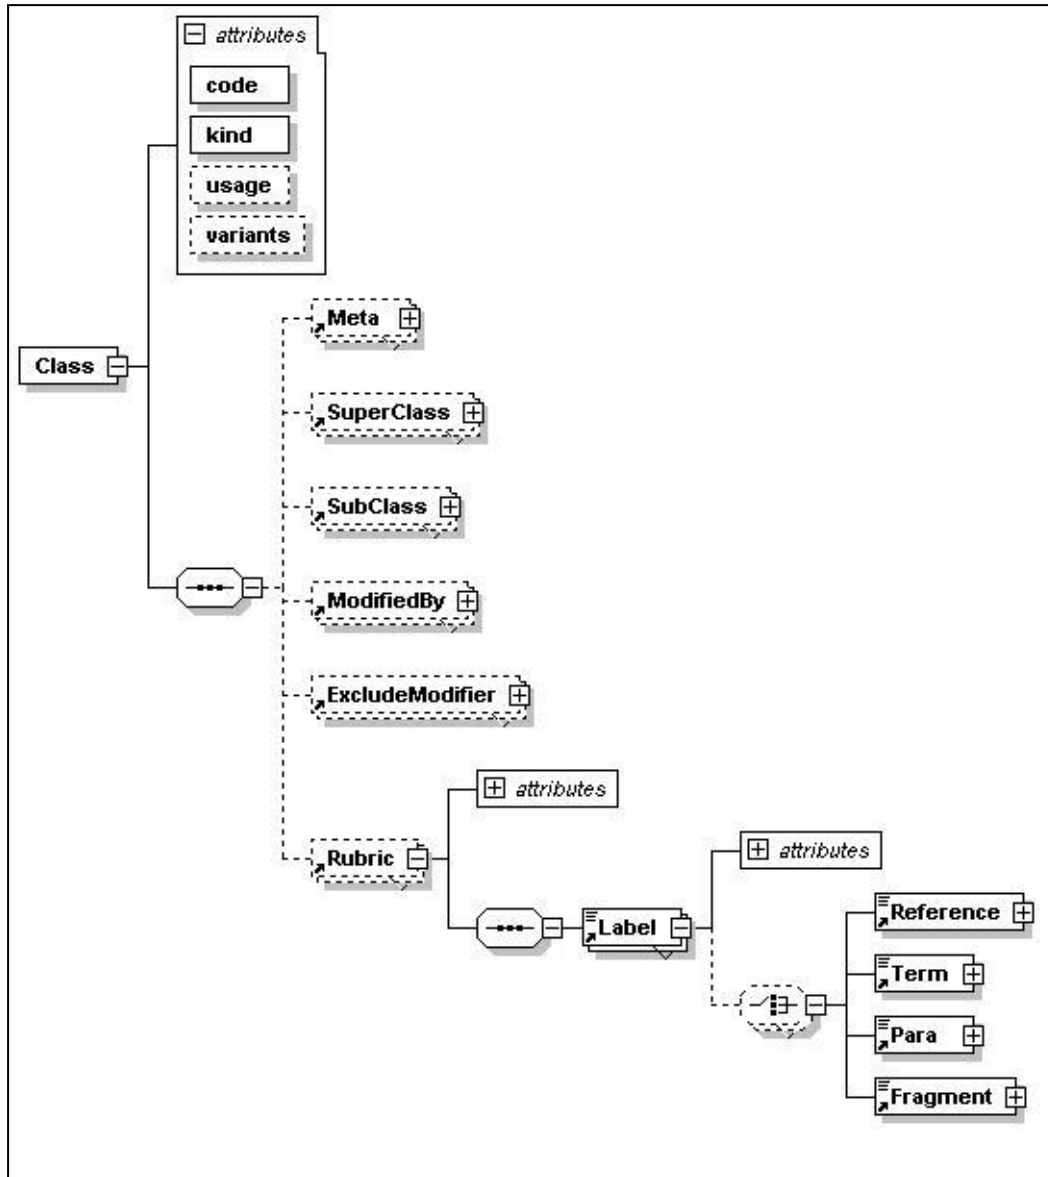 attributes
code
kind
usage
variants
Meta
Class
SuperClass
SubClass
ModifiedBy
ExcludeModifier
attributes
Rubric
attributes
Label
Reference
Term
Para
Fragment